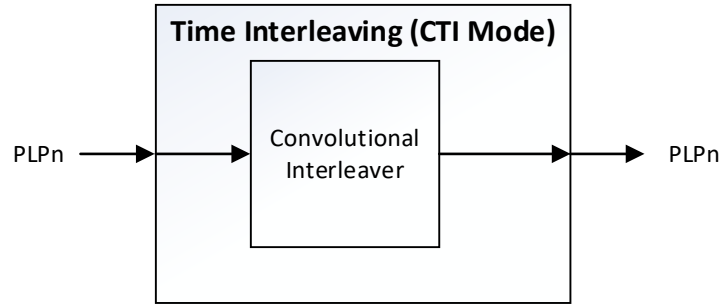 Time Interleaving (CTI Mode)
Convolutional
Interleaver
PLPn
PLPn